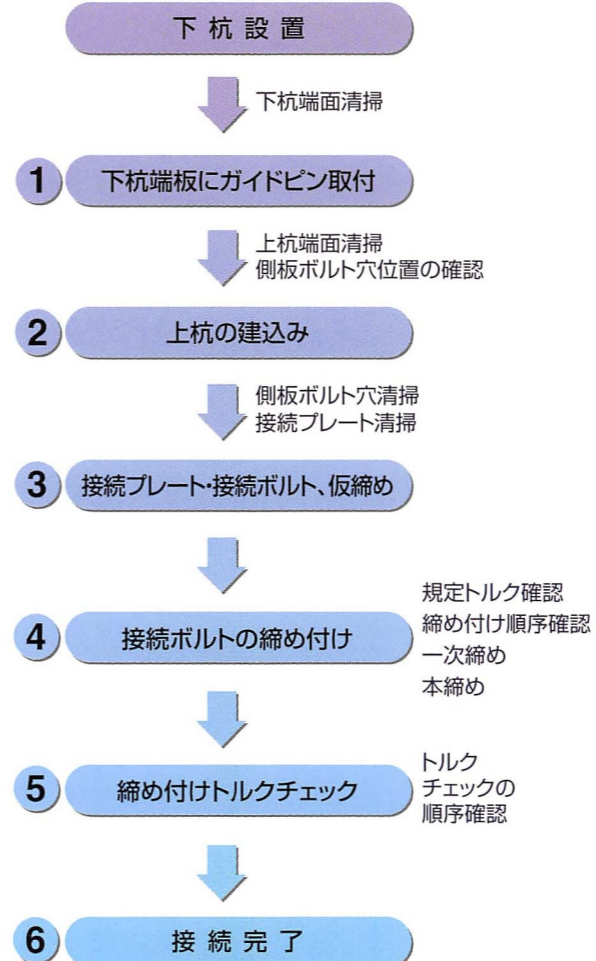 下杭設置
下杭端面清掃
1 下杭端板にガイドピン取付
上杭端面清掃
側板ボルト穴位置の確認
2 上杭の建込み
側板ボルト穴清掃
接続プレート清掃
3 接続プレート・接続ボルト、仮締め
4 接続ボルトの締め付け
規定トルク確認
締め付け順序確認
一次締め
本締め
5 締め付けトルクチェック
トルク
チェックの
順序確認
6 接続完了